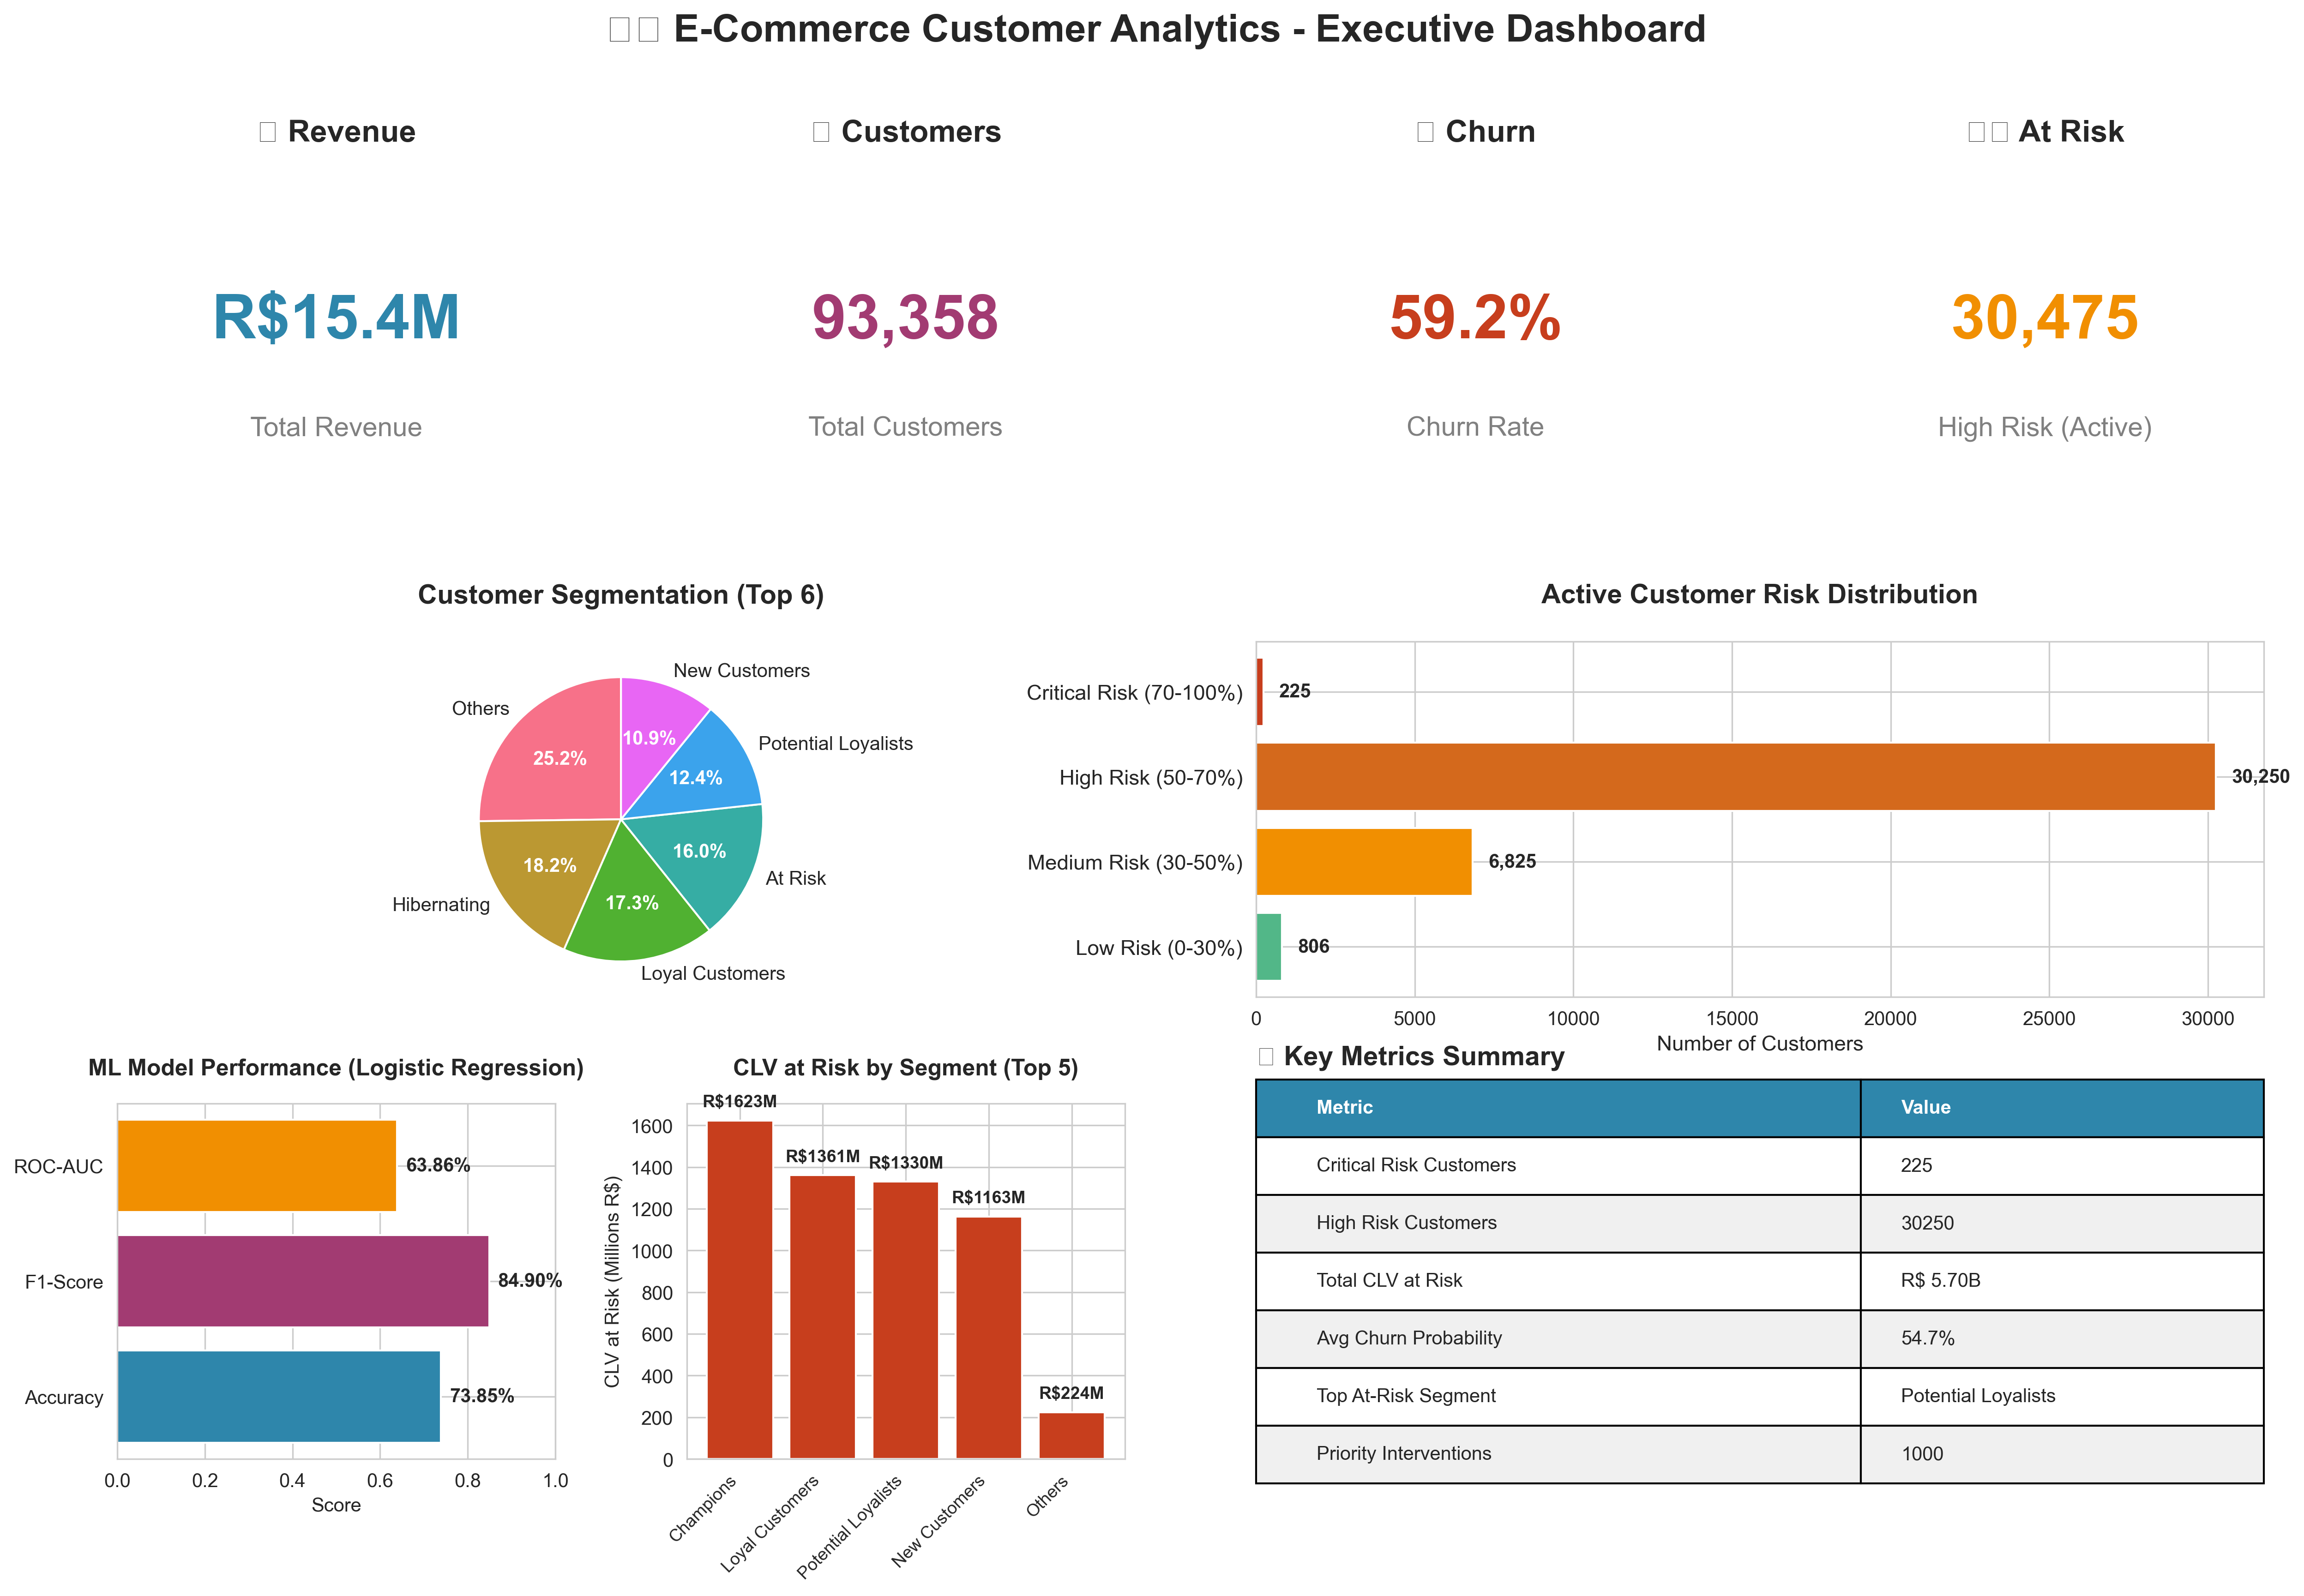 E-Commerce Customer Analytics - Executive Dashboard
Revenue
Customers
Churn
At Risk
R$15.4M
93,358
59.2%
30,475
Total Revenue
Total Customers
Churn Rate
High Risk (Active)
Customer Segmentation (Top 6)
New Customers
Others
Potential Loyalists
10.9%
25.2%
12.4%
16.0%
18.2%
At Risk
17.3%
Hibernating
Loyal Customers
Active Customer Risk Distribution
Critical Risk (70-100%)
225
High Risk (50-70%)
30,250
Medium Risk (30-50%)
6,825
Low Risk (0-30%)
806
0 5000 10000 15000 20000 25000 30000
Number of Customers
ML Model Performance (Logistic Regression)
ROC-AUC
63.86%
F1-Score
84.90%
Accuracy
73.85%
0.0 0.2 0.4 0.6 0.8 1.0
Score
CLV at Risk by Segment (Top 5)
CLV at Risk (Millions R$)
1600
1400
1200
1000
800
600
400
200
0
R$1623M
R$1361M
R$1330M
R$1163M
R$224M
Champions
Loyal Customers
Potential Loyalists
New Customers
Others
Key Metrics Summary
Metric Value
Critical Risk Customers 225
High Risk Customers 30250
Total CLV at Risk R$ 5.70B
Avg Churn Probability 54.7%
Top At-Risk Segment Potential Loyalists
Priority Interventions 1000